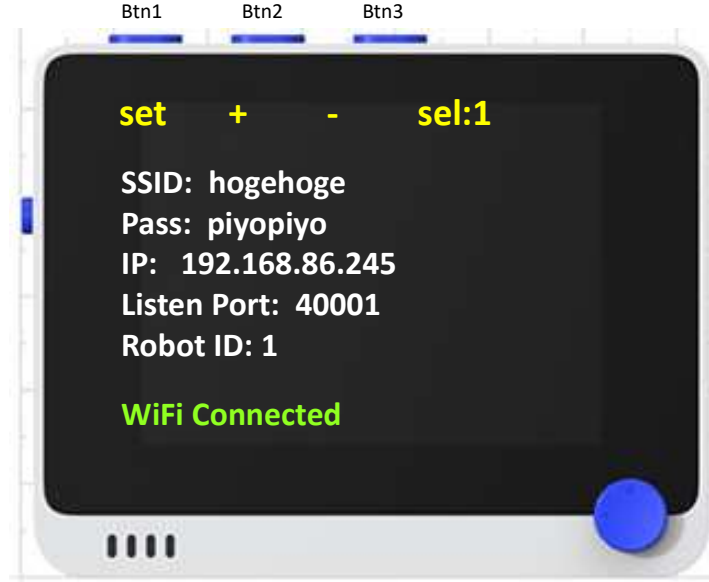 Btn1 Btn2 Btn3
set + - sel:1
SSID: hogehoge
Pass: piyopiyo
IP: 192.168.86.245
Listen Port: 40001
Robot ID: 1
WiFi Connected